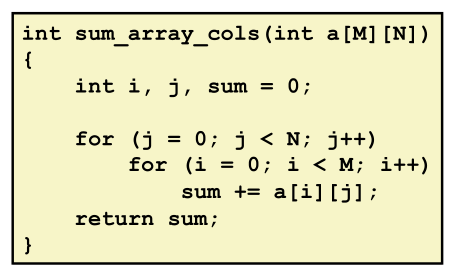 int sum_array_cols(int a[M][N])
{
    int i, j, sum = 0;

    for (j = 0; j < N; j++)
        for (i = 0; i < M; i++)
            sum += a[i][j];
    return sum;
}